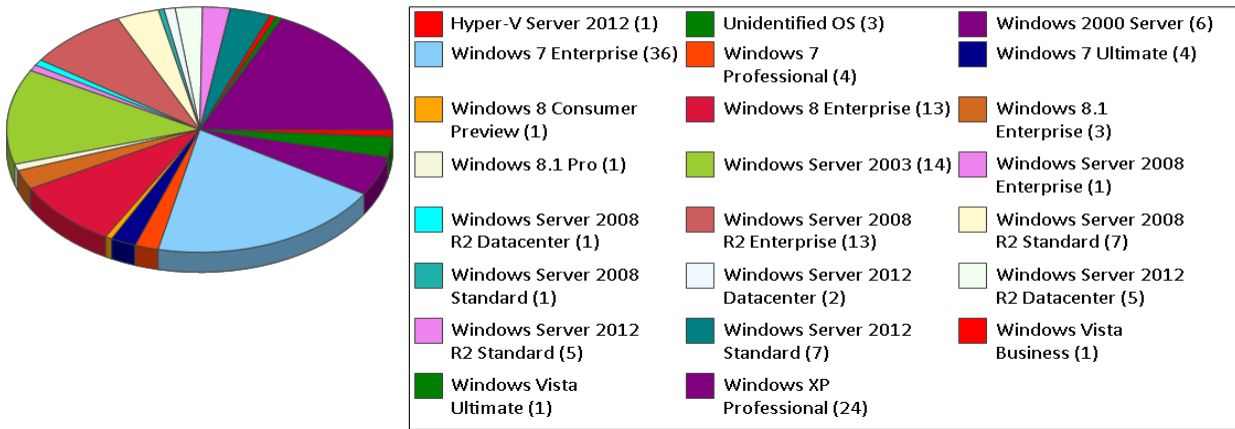 Hyper-V Server 2012 (1)
Unidentified OS (3)
Windows 2000 Server (6)
Windows 7 Enterprise (36)
Windows 7
Professional (4)
Windows 7 Ultimate (4)
Windows 8 Consumer
Preview (1)
Windows 8 Enterprise (13)
Windows 8.1
Enterprise (3)
Windows 8.1 Pro (1)
Windows Server 2003 (14)
Windows Server 2008
Enterprise (1)
Windows Server 2008
R2 Datacenter (1)
Windows Server 2008
R2 Enterprise (13)
Windows Server 2008
R2 Standard (7)
Windows Server 2008
Standard (1)
Windows Server 2012
Datacenter (2)
Windows Server 2012
R2 Datacenter (5)
Windows Server 2012
R2 Standard (5)
Windows Server 2012
Standard (7)
Windows Vista
Business (1)
Windows Vista
Ultimate (1)
Windows XP
Professional (24)